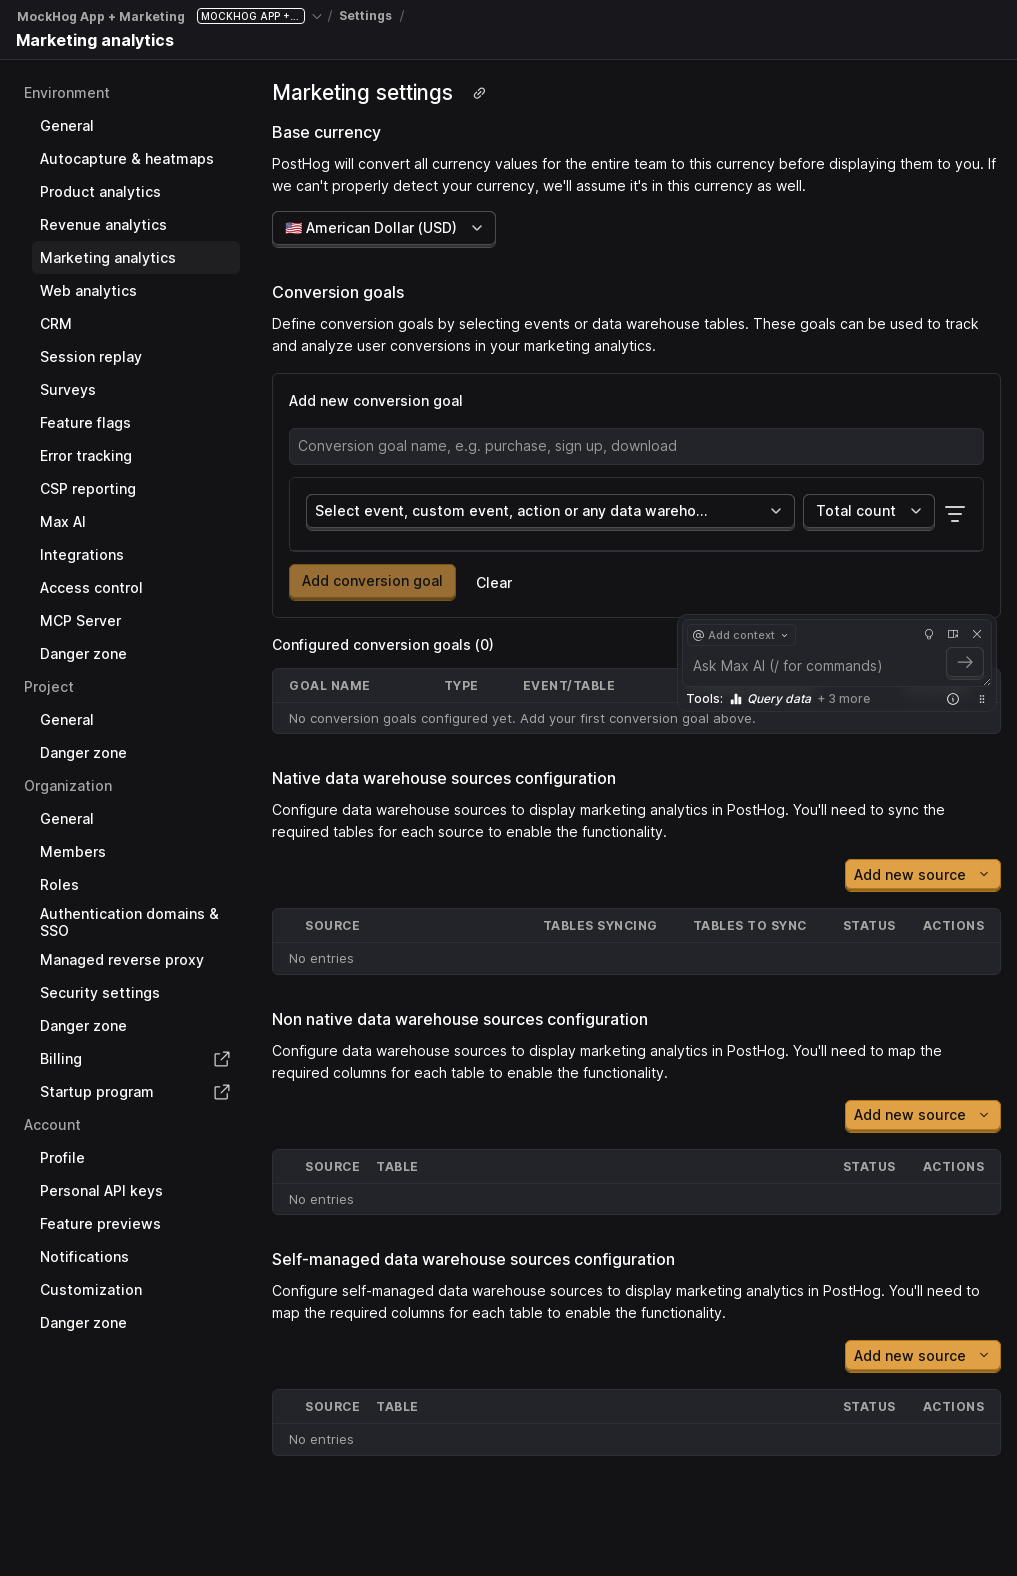 MockHog App + Marketing MOCKHOG APP +... / Settings /
Marketing analytics
Environment
General
Autocapture & heatmaps
Product analytics
Revenue analytics
Marketing analytics
Web analytics
CRM
Session replay
Surveys
Feature flags
Error tracking
CSP reporting
Max AI
Integrations
Access control
MCP Server
Danger zone
Project
General
Danger zone
Organization
General
Members
Roles
Authentication domains &
SSO
Managed reverse proxy
Security settings
Danger zone
Billing
Startup program
Account
Profile
Personal API keys
Feature previews
Notifications
Customization
Danger zone
Marketing settings
Base currency
PostHog will convert all currency values for the entire team to this currency before displaying them to you. If
we can't properly detect your currency, we'll assume it's in this currency as well.
🇺🇸 American Dollar (USD)
Conversion goals
Define conversion goals by selecting events or data warehouse tables. These goals can be used to track
and analyze user conversions in your marketing analytics.
Add new conversion goal
Conversion goal name, e.g. purchase, sign up, download
Select event, custom event, action or any data wareho... Total count
Add conversion goal Clear
Configured conversion goals (0)
GOAL NAME TYPE EVENT/TABLE
No conversion goals configured yet. Add your first conversion goal above.
@ Add context
Ask Max AI (/ for commands)
Tools: Query data + 3 more
Native data warehouse sources configuration
Configure data warehouse sources to display marketing analytics in PostHog. You'll need to sync the
required tables for each source to enable the functionality.
Add new source
SOURCE TABLES SYNCING TABLES TO SYNC STATUS ACTIONS
No entries
Non native data warehouse sources configuration
Configure data warehouse sources to display marketing analytics in PostHog. You'll need to map the
required columns for each table to enable the functionality.
Add new source
SOURCE TABLE STATUS ACTIONS
No entries
Self-managed data warehouse sources configuration
Configure self-managed data warehouse sources to display marketing analytics in PostHog. You'll need to
map the required columns for each table to enable the functionality.
Add new source
SOURCE TABLE STATUS ACTIONS
No entries